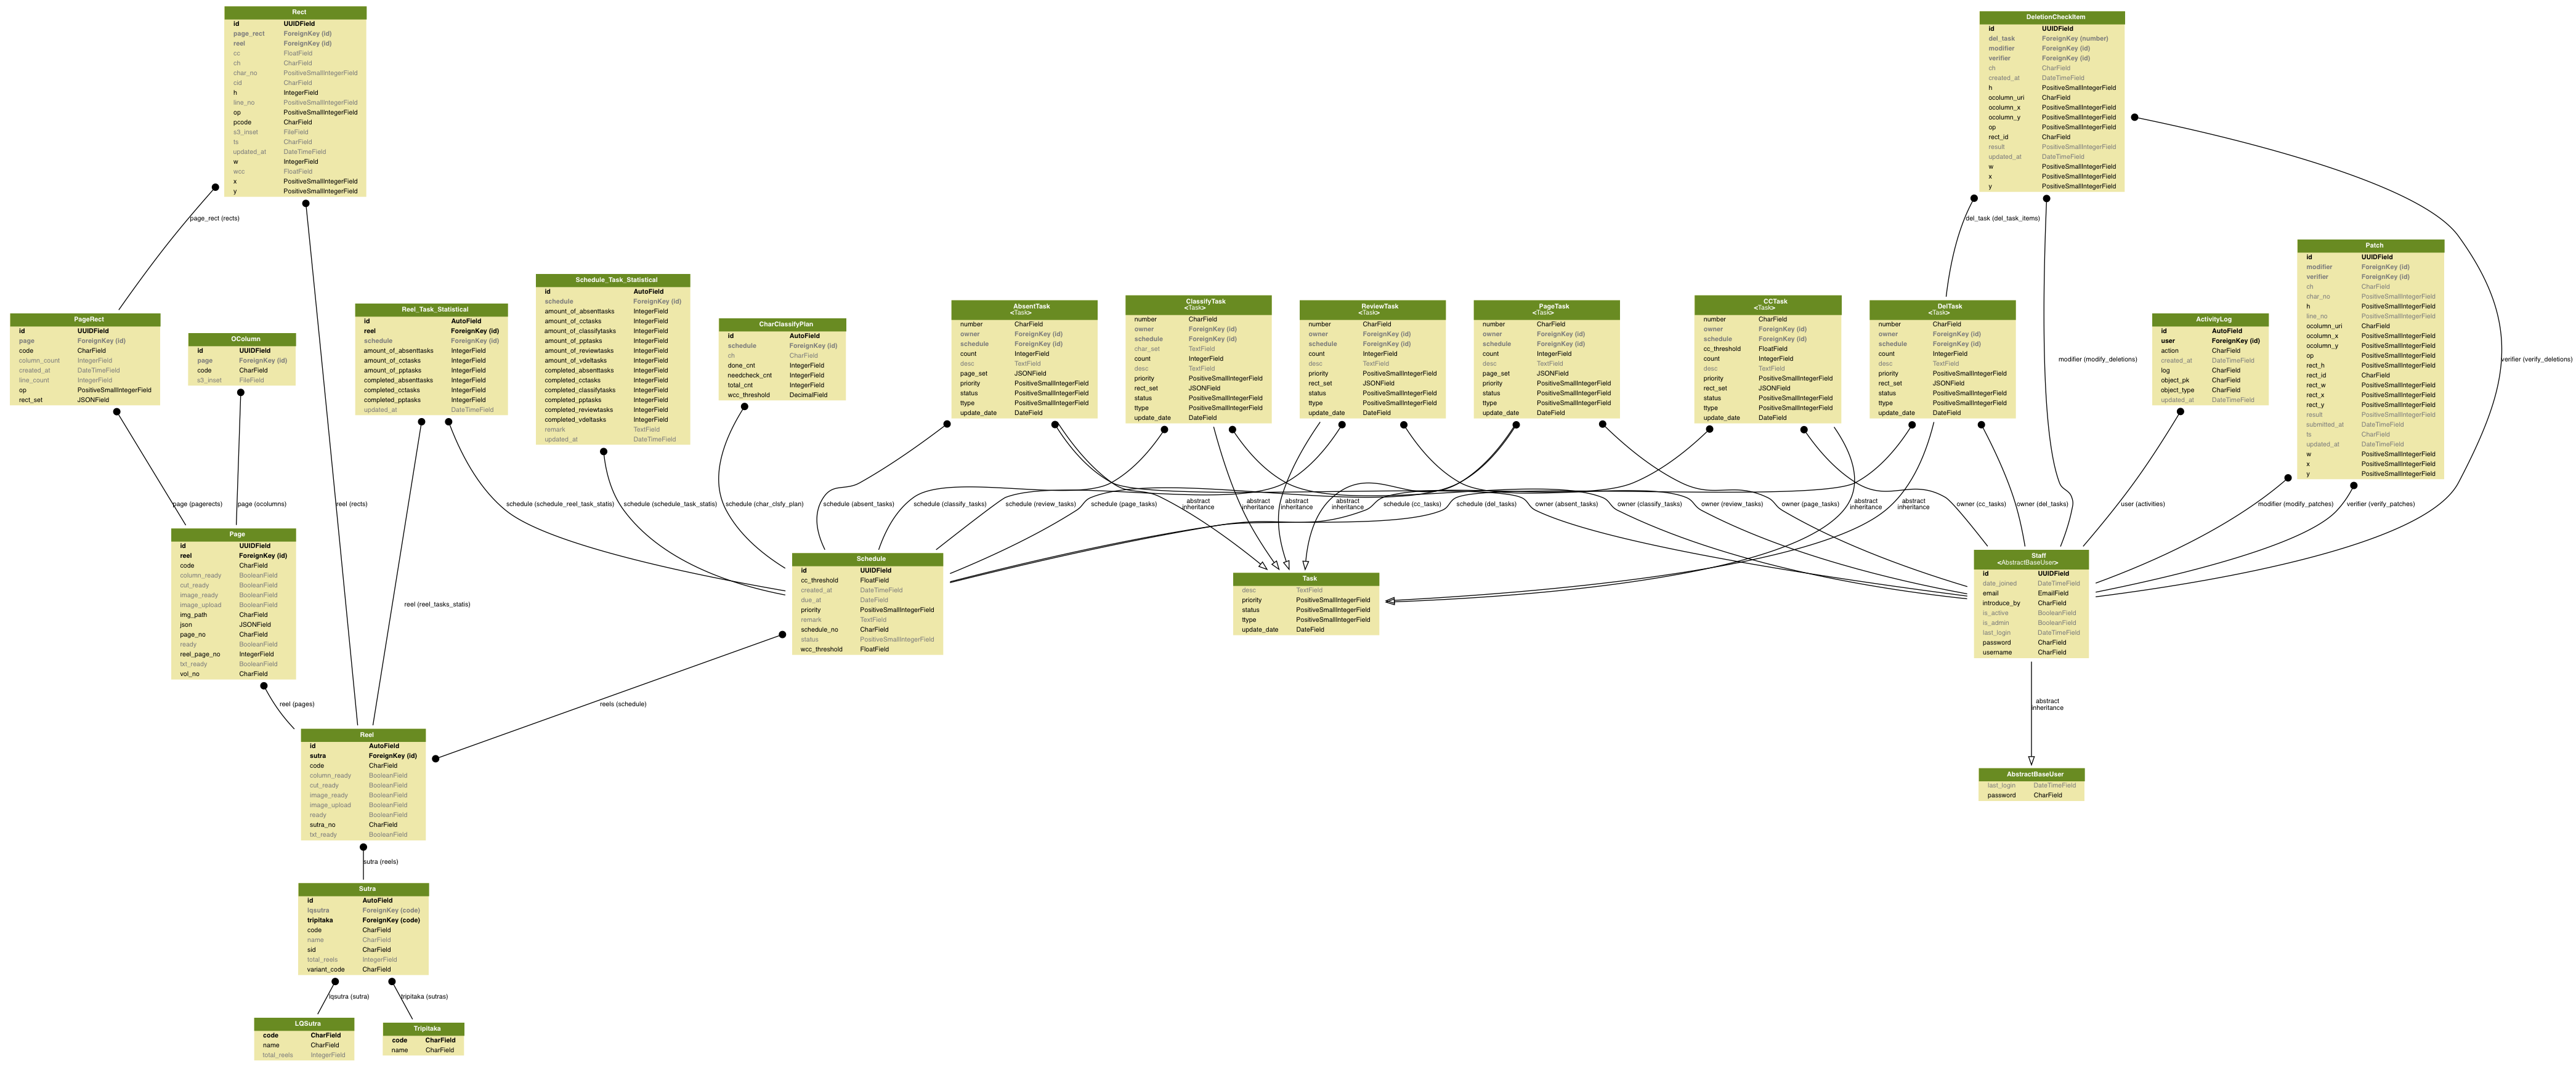 Rect
id UUIDField
page_rect ForeignKey (id)
reel ForeignKey (id)
cc FloatField
ch CharField
char_no PositiveSmallIntegerField
cid CharField
h IntegerField
line_no PositiveSmallIntegerField
op PositiveSmallIntegerField
pcode CharField
s3_inset FileField
ts CharField
updated_at DateTimeField
w IntegerField
wcc FloatField
x PositiveSmallIntegerField
y PositiveSmallIntegerField
DeletionCheckItem
id UUIDField
del_task ForeignKey (number)
modifier ForeignKey (id)
verifier ForeignKey (id)
ch CharField
created_at DateTimeField
h PositiveSmallIntegerField
ocolumn_uri CharField
ocolumn_x PositiveSmallIntegerField
ocolumn_y PositiveSmallIntegerField
op PositiveSmallIntegerField
rect_id CharField
result PositiveSmallIntegerField
updated_at DateTimeField
w PositiveSmallIntegerField
x PositiveSmallIntegerField
y PositiveSmallIntegerField
page_rect (rects)
del_task (del_task_items)
modifier (modify_deletions)
verifier (verify_deletions)
PageRect
id UUIDField
page ForeignKey (id)
code CharField
column_count IntegerField
created_at DateTimeField
line_count IntegerField
op PositiveSmallIntegerField
rect_set JSONField
OColumn
id UUIDField
page ForeignKey (id)
code CharField
s3_inset FileField
Reel_Task_Statistical
id AutoField
reel ForeignKey (id)
schedule ForeignKey (id)
amount_of_absenttasks IntegerField
amount_of_cctasks IntegerField
amount_of_pptasks IntegerField
completed_absenttasks IntegerField
completed_cctasks IntegerField
completed_pptasks IntegerField
updated_at DateTimeField
Schedule_Task_Statistical
id AutoField
schedule ForeignKey (id)
amount_of_absenttasks IntegerField
amount_of_cctasks IntegerField
amount_of_classifytasks IntegerField
amount_of_pptasks IntegerField
amount_of_reviewtasks IntegerField
amount_of_vdeltasks IntegerField
completed_absenttasks IntegerField
completed_cctasks IntegerField
completed_classifytasks IntegerField
completed_pptasks IntegerField
completed_reviewtasks IntegerField
completed_vdeltasks IntegerField
remark TextField
updated_at DateTimeField
CharClassifyPlan
id AutoField
schedule ForeignKey (id)
ch CharField
done_cnt IntegerField
needcheck_cnt IntegerField
total_cnt IntegerField
wcc_threshold DecimalField
AbsentTask
<Task>
number CharField
owner ForeignKey (id)
schedule ForeignKey (id)
count IntegerField
desc TextField
page_set JSONField
priority PositiveSmallIntegerField
status PositiveSmallIntegerField
ttype PositiveSmallIntegerField
update_date DateField
ClassifyTask
<Task>
number CharField
owner ForeignKey (id)
schedule ForeignKey (id)
char_set TextField
count IntegerField
desc TextField
priority PositiveSmallIntegerField
rect_set JSONField
status PositiveSmallIntegerField
ttype PositiveSmallIntegerField
update_date DateField
ReviewTask
<Task>
number CharField
owner ForeignKey (id)
schedule ForeignKey (id)
count IntegerField
desc TextField
priority PositiveSmallIntegerField
rect_set JSONField
status PositiveSmallIntegerField
ttype PositiveSmallIntegerField
update_date DateField
PageTask
<Task>
number CharField
owner ForeignKey (id)
schedule ForeignKey (id)
count IntegerField
desc TextField
page_set JSONField
priority PositiveSmallIntegerField
status PositiveSmallIntegerField
ttype PositiveSmallIntegerField
update_date DateField
CCTask
<Task>
number CharField
owner ForeignKey (id)
schedule ForeignKey (id)
cc_threshold FloatField
count IntegerField
desc TextField
priority PositiveSmallIntegerField
rect_set JSONField
status PositiveSmallIntegerField
ttype PositiveSmallIntegerField
update_date DateField
DelTask
<Task>
number CharField
owner ForeignKey (id)
schedule ForeignKey (id)
count IntegerField
desc TextField
priority PositiveSmallIntegerField
rect_set JSONField
status PositiveSmallIntegerField
ttype PositiveSmallIntegerField
update_date DateField
ActivityLog
id AutoField
user ForeignKey (id)
action CharField
created_at DateTimeField
log CharField
object_pk CharField
object_type CharField
updated_at DateTimeField
Patch
id UUIDField
modifier ForeignKey (id)
verifier ForeignKey (id)
ch CharField
char_no PositiveSmallIntegerField
h PositiveSmallIntegerField
line_no PositiveSmallIntegerField
ocolumn_uri CharField
ocolumn_x PositiveSmallIntegerField
ocolumn_y PositiveSmallIntegerField
op PositiveSmallIntegerField
rect_h PositiveSmallIntegerField
rect_id CharField
rect_w PositiveSmallIntegerField
rect_x PositiveSmallIntegerField
rect_y PositiveSmallIntegerField
result PositiveSmallIntegerField
submitted_at DateTimeField
ts CharField
updated_at DateTimeField
w PositiveSmallIntegerField
x PositiveSmallIntegerField
y PositiveSmallIntegerField
page (pagerects)
page (ocolumns)
reel (rects)
schedule (schedule_reel_task_statis)
schedule (schedule_task_statis)
schedule (char_clsfy_plan)
schedule (absent_tasks)
schedule (classify_tasks)
schedule (review_tasks)
schedule (page_tasks)
abstract
inheritance
abstract
inheritance
abstract
inheritance
abstract
inheritance
schedule (cc_tasks)
schedule (del_tasks)
owner (absent_tasks)
owner (classify_tasks)
owner (review_tasks)
owner (page_tasks)
abstract
inheritance
abstract
inheritance
owner (cc_tasks)
owner (del_tasks)
user (activities)
modifier (modify_patches)
verifier (verify_patches)
Page
id UUIDField
reel ForeignKey (id)
code CharField
column_ready BooleanField
cut_ready BooleanField
image_ready BooleanField
image_upload BooleanField
img_path CharField
json JSONField
page_no CharField
ready BooleanField
reel_page_no IntegerField
txt_ready BooleanField
vol_no CharField
reel (reel_tasks_statis)
Schedule
id UUIDField
cc_threshold FloatField
created_at DateTimeField
due_at DateField
priority PositiveSmallIntegerField
remark TextField
schedule_no CharField
status PositiveSmallIntegerField
wcc_threshold FloatField
Task
desc TextField
priority PositiveSmallIntegerField
status PositiveSmallIntegerField
ttype PositiveSmallIntegerField
update_date DateField
Staff
<AbstractBaseUser>
id UUIDField
date_joined DateTimeField
email EmailField
introduce_by CharField
is_active BooleanField
is_admin BooleanField
last_login DateTimeField
password CharField
username CharField
reel (pages)
reels (schedule)
abstract
inheritance
Reel
id AutoField
sutra ForeignKey (id)
code CharField
column_ready BooleanField
cut_ready BooleanField
image_ready BooleanField
image_upload BooleanField
ready BooleanField
sutra_no CharField
txt_ready BooleanField
AbstractBaseUser
last_login DateTimeField
password CharField
sutra (reels)
Sutra
id AutoField
lqsutra ForeignKey (code)
tripitaka ForeignKey (code)
code CharField
name CharField
sid CharField
total_reels IntegerField
variant_code CharField
lqsutra (sutra)
tripitaka (sutras)
LQSutra
code CharField
name CharField
total_reels IntegerField
Tripitaka
code CharField
name CharField